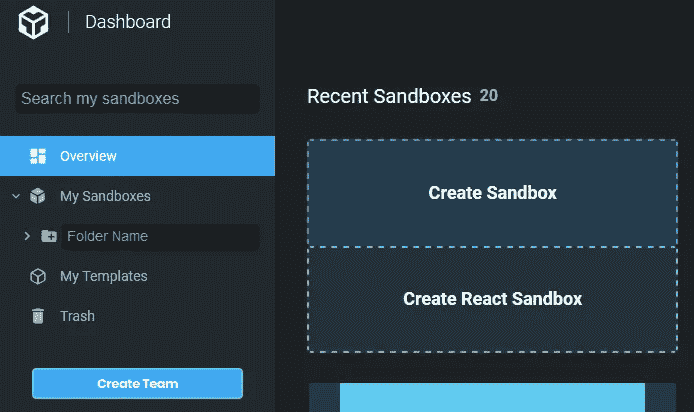 Dashboard
Search my sandboxes
Overview
My Sandboxes
Folder Name
My Templates
Trash
Create Team
Recent Sandboxes 20
Create Sandbox
Create React Sandbox